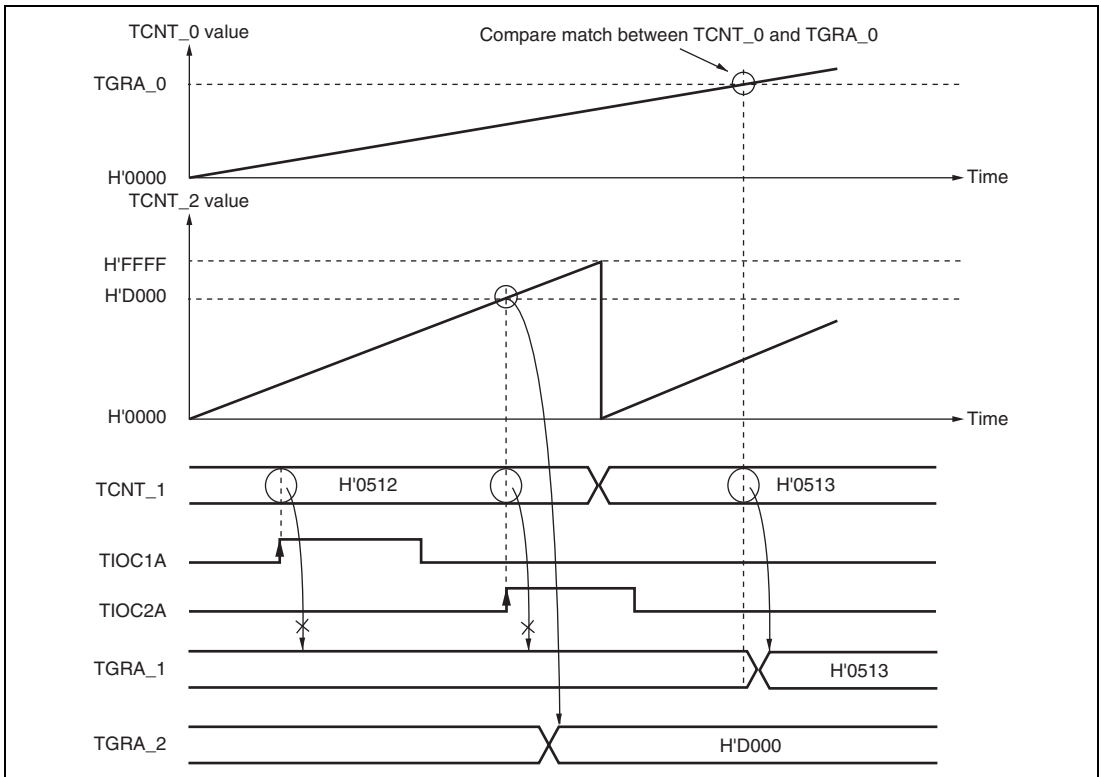 TCNT_0 value
Compare match between TCNT_0 and TGRA_0
TGRA_0
H'0000
Time
TCNT_2 value
H'FFFF
H'D000
H'0000
Time
TCNT_1
H'0512
H'0513
TIOC1A
TIOC2A
TGRA_1
H'0513
TGRA_2
H'D000